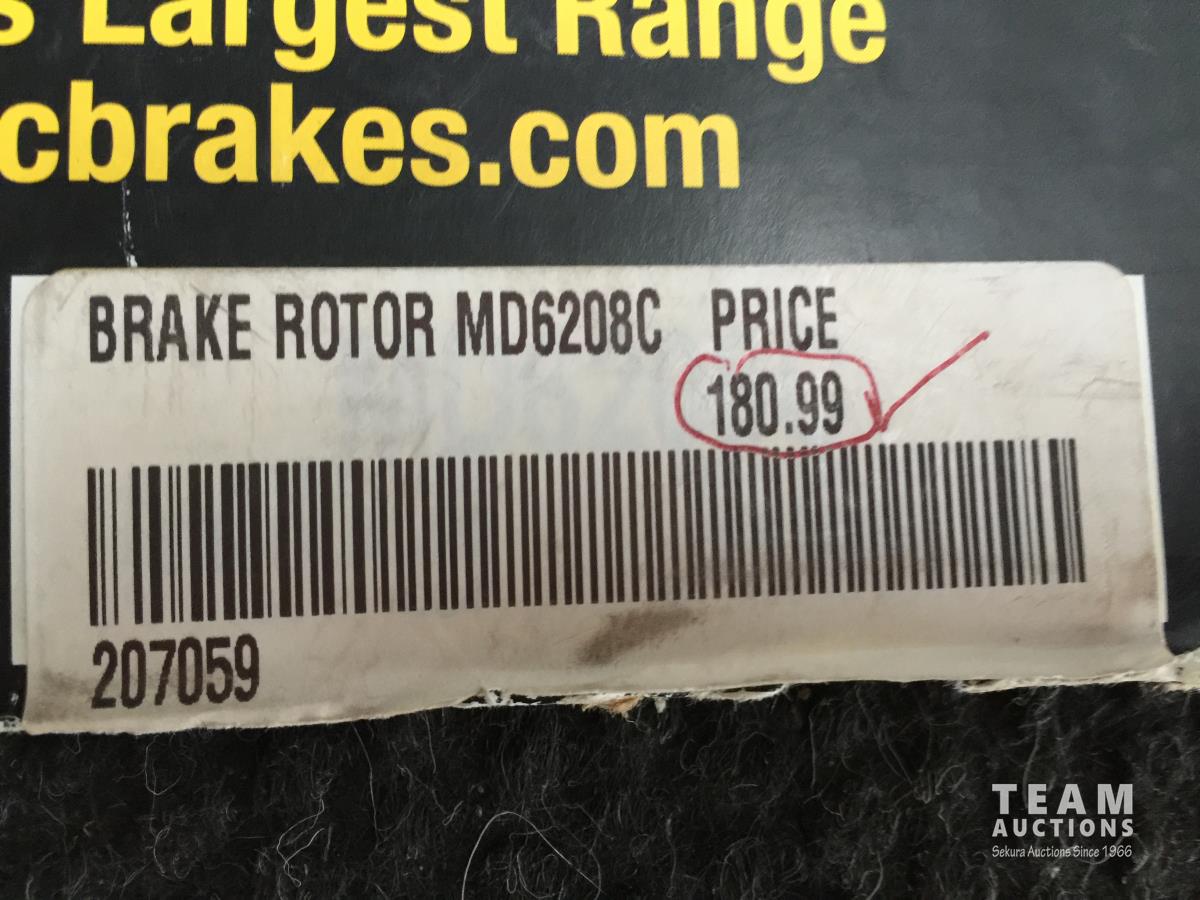 s Largest Range
cbrakes.com
BRAKE ROTOR MD6208C PRICE
180.99
207059
TEAM
AUCTIONS
Sekura Auctions Since 1966